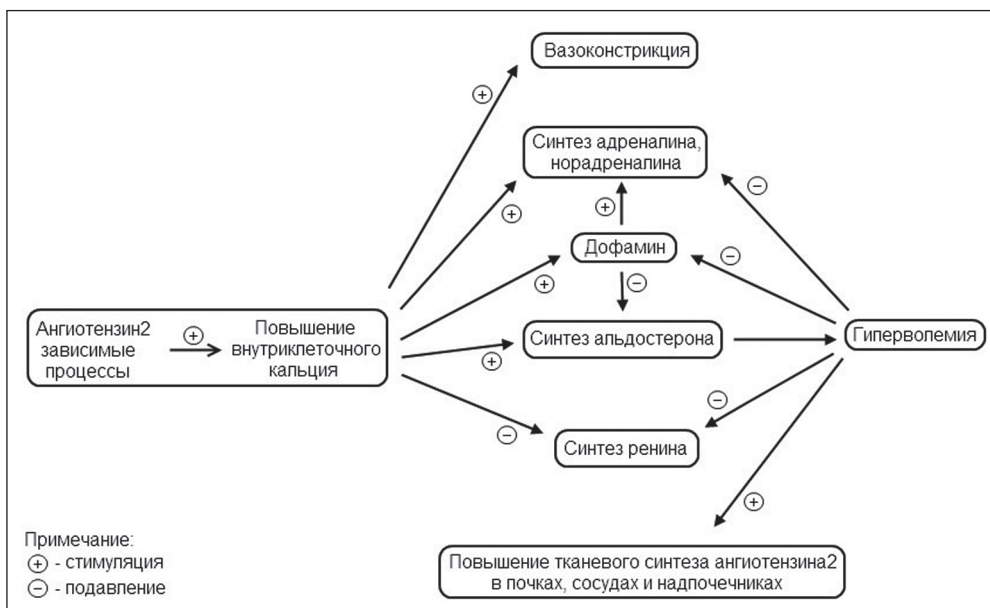 Вазоконстрикция
Синтез адреналина,
норадреналина
Дофамин
Ангиотензин2
зависимые
процессы
Повышение
внутриклеточного
кальция
Синтез альдостерона
Гиперволемия
Синтез ренина
Повышение тканевого синтеза ангиотензина2
в почках, сосудах и надпочечниках
Примечание:
⊕ - стимуляция
⊖ - подавление